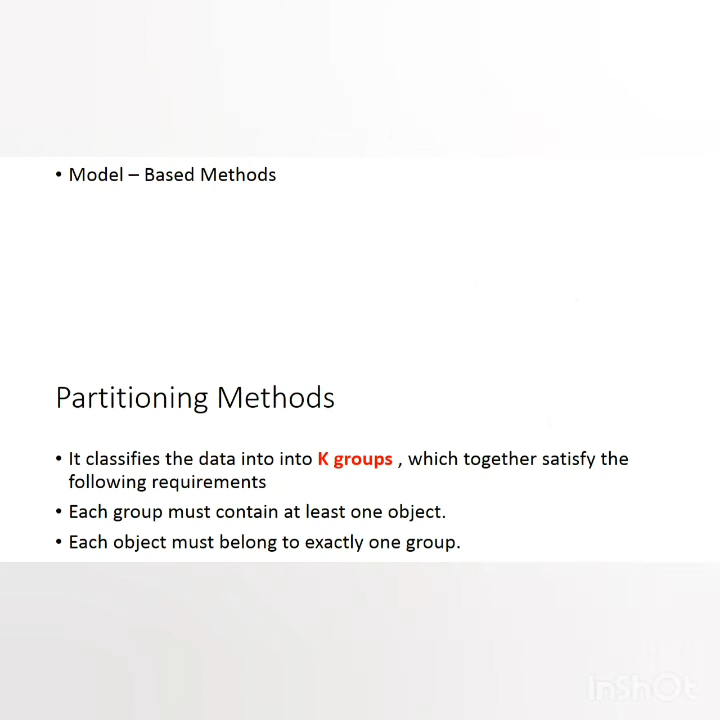 • Model – Based Methods
Partitioning Methods
• It classifies the data into into K groups , which together satisfy the
following requirements
• Each group must contain at least one object.
• Each object must belong to exactly one group.
InShOt